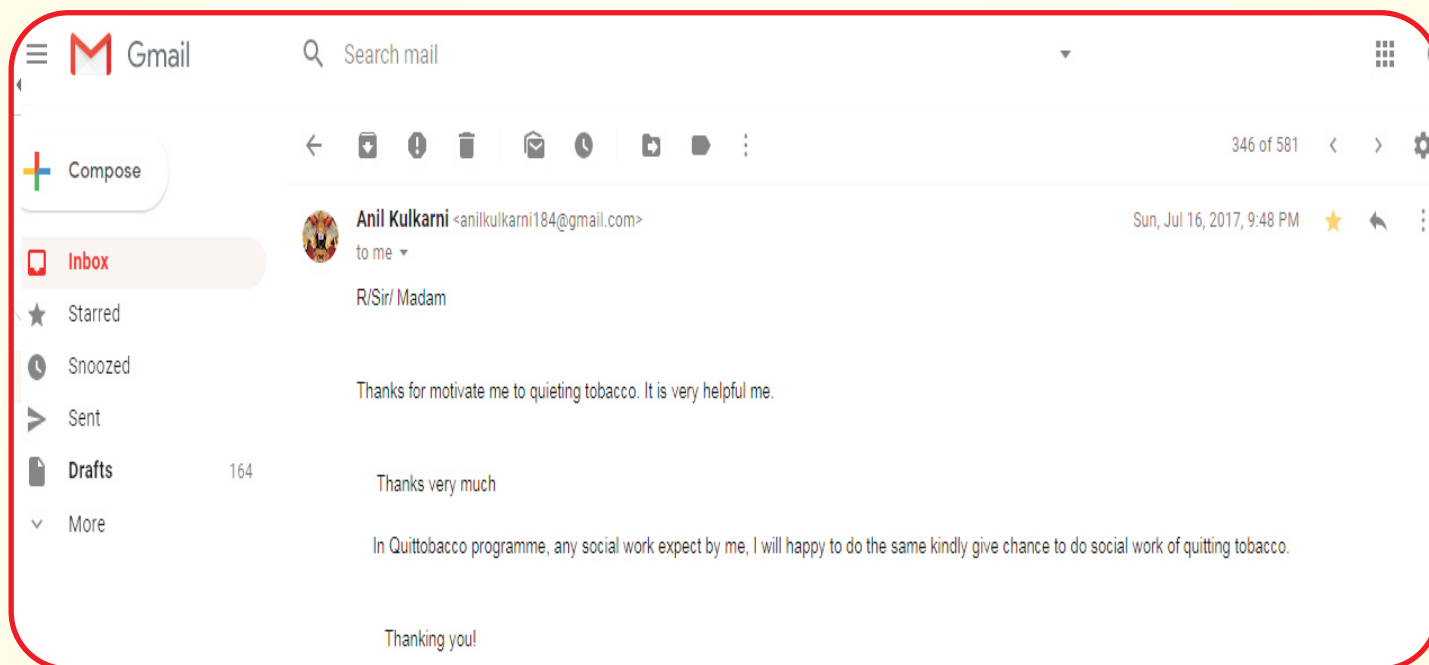 Gmail
Search mail
Compose
346 of 581
Anil Kulkarni <anilkulkarni184@gmail.com>
Sun, Jul 16, 2017, 9:48 PM
to me
Inbox
R/Sir/ Madam
Starred
Snoozed
Thanks for motivate me to quieting tobacco. It is very helpful me.
Sent
Drafts 164
Thanks very much
More
In Quittobacco programme, any social work expect by me, I will happy to do the same kindly give chance to do social work of quitting tobacco.
Thanking you!